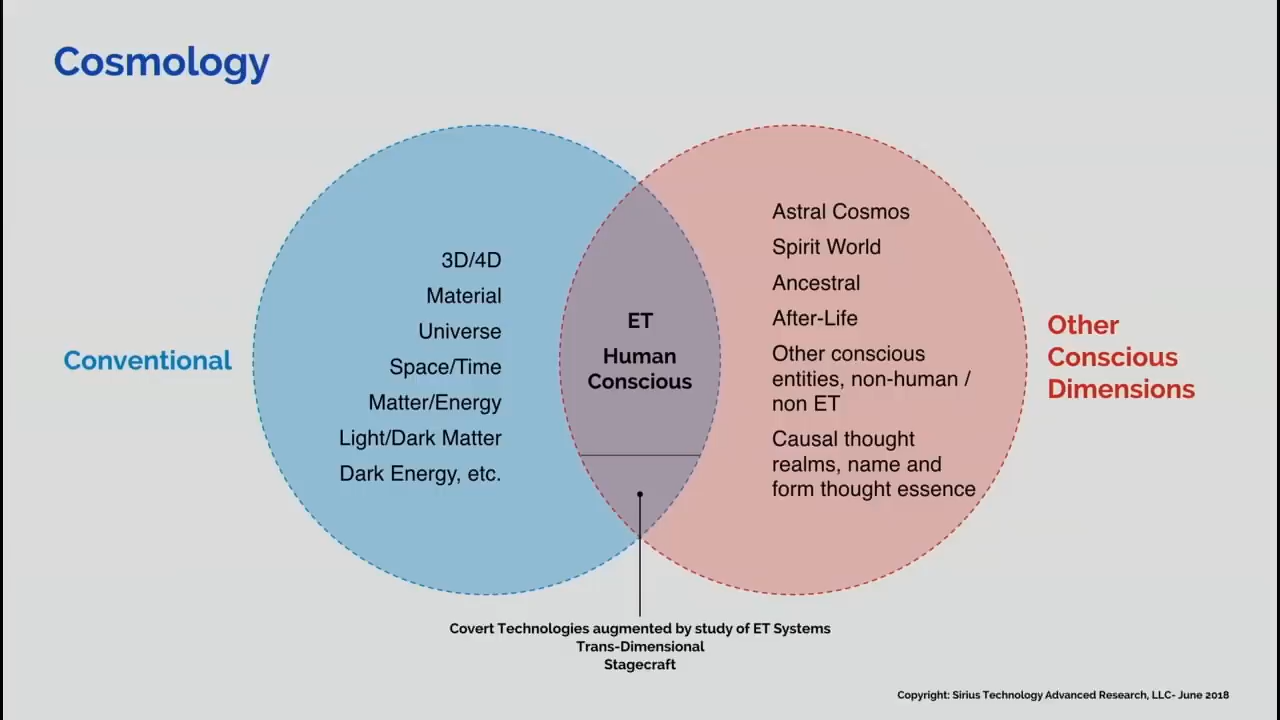 Cosmology
Conventional
3D/4D
Material
Universe
Space/Time
Matter/Energy
Light/Dark Matter
Dark Energy, etc.
ET
Human
Conscious
Astral Cosmos
Spirit World
Ancestral
After-Life
Other conscious
entities, non-human /
non ET
Causal thought
realms, name and
form thought essence
Other
Conscious
Dimensions
Covert Technologies augmented by study of ET Systems
Trans-Dimensional
Stagecraft
Copyright: Sirius Technology Advanced Research, LLC- June 2018